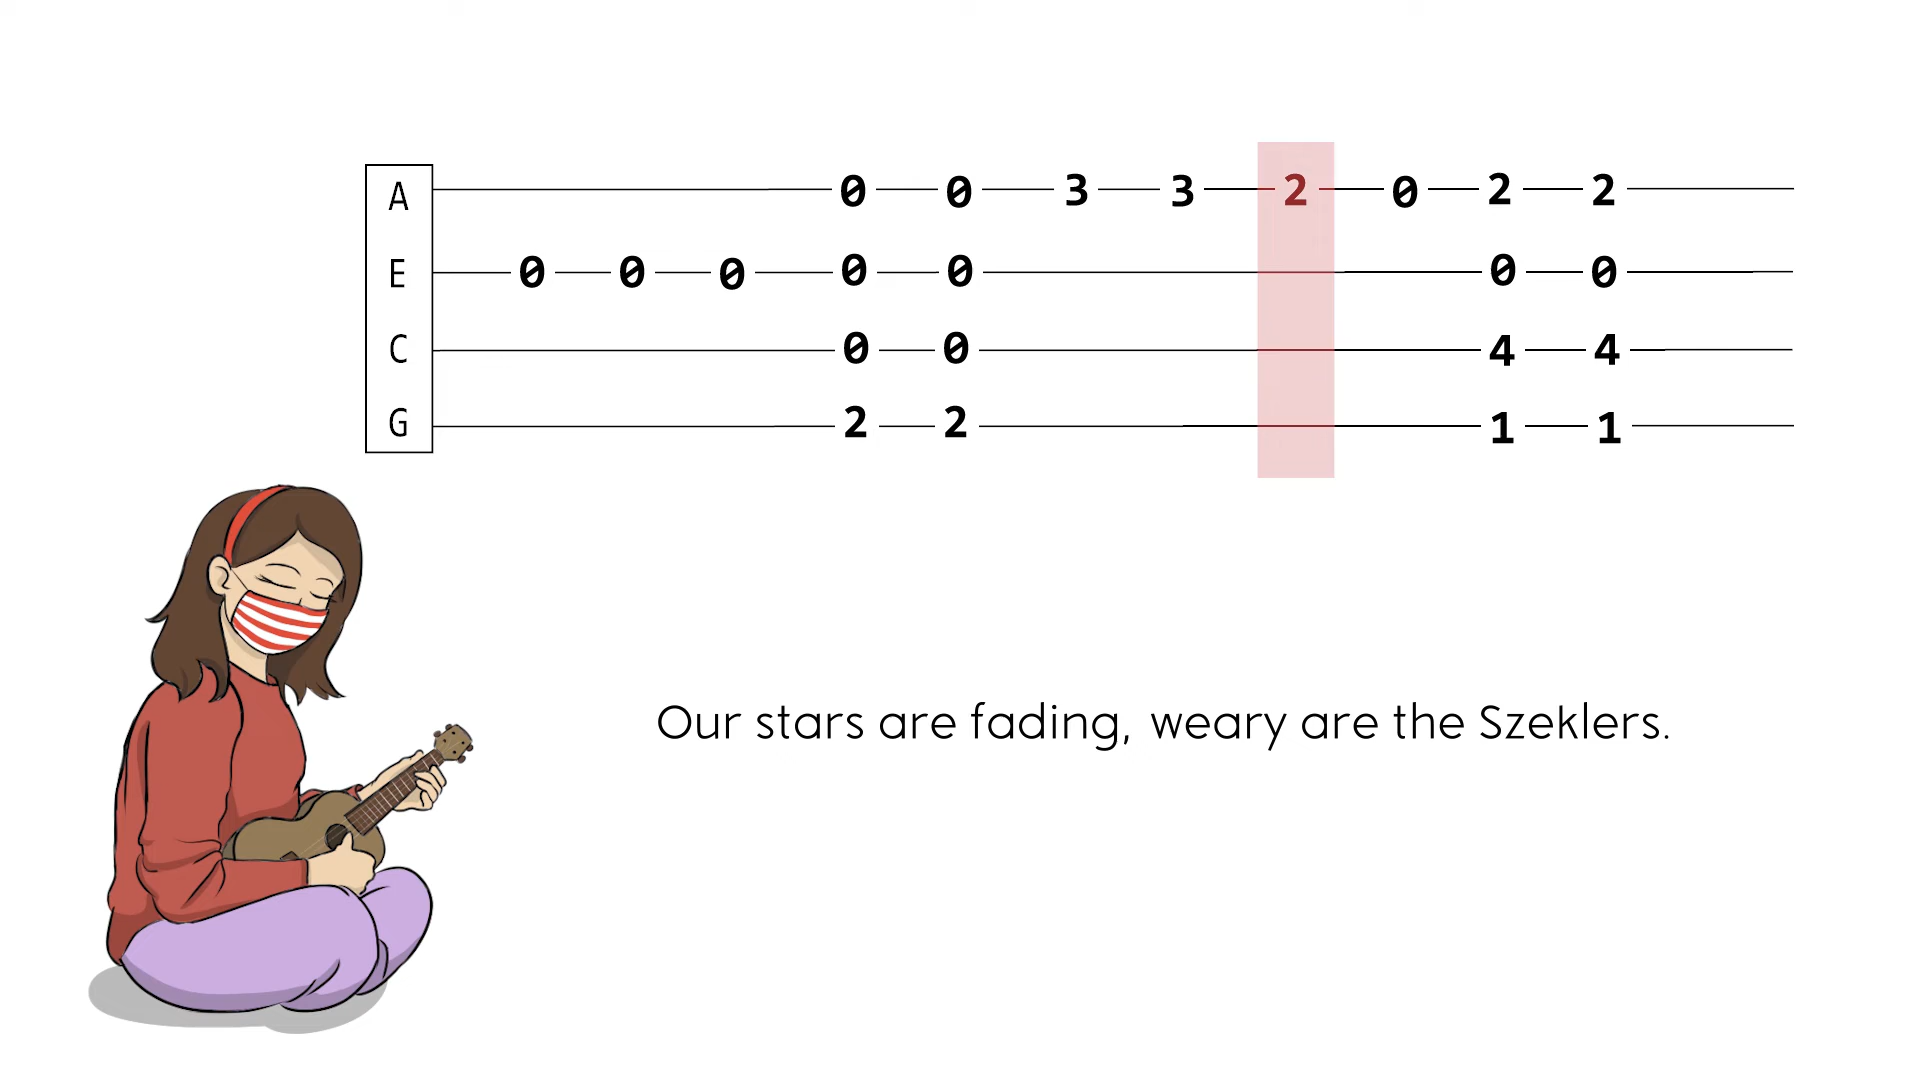 A 0 0 3 3 2 0 2 2
E 0 0 0 0 0 0 0
C 0 0 4 4
G 2 2 1 1
Our stars are fading, weary are the Szeklers.